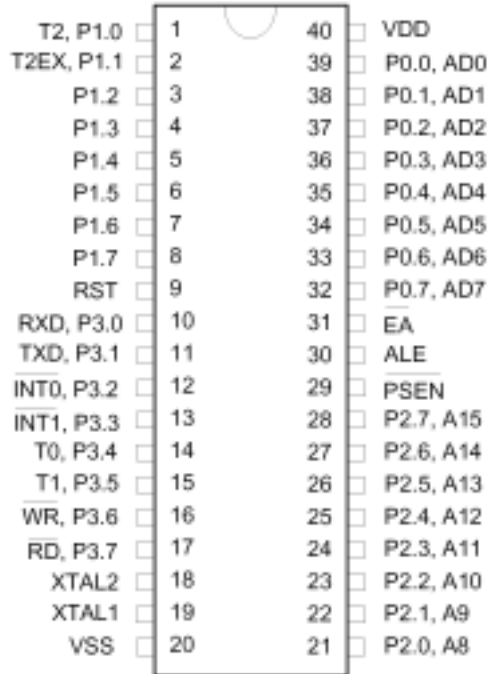 T2, P1.0 1 40 VDD
T2EX, P1.1 2 39 P0.0, AD0
P1.2 3 38 P0.1, AD1
P1.3 4 37 P0.2, AD2
P1.4 5 36 P0.3, AD3
P1.5 6 35 P0.4, AD4
P1.6 7 34 P0.5, AD5
P1.7 8 33 P0.6, AD6
RST 9 32 P0.7, AD7
RXD, P3.0 10 31 E̅A̅
TXD, P3.1 11 30 ALE
I̅N̅T̅0̅, P3.2 12 29 P̅S̅E̅N̅
I̅N̅T̅1̅, P3.3 13 28 P2.7, A15
T0, P3.4 14 27 P2.6, A14
T1, P3.5 15 26 P2.5, A13
W̅R̅, P3.6 16 25 P2.4, A12
R̅D̅, P3.7 17 24 P2.3, A11
XTAL2 18 23 P2.2, A10
XTAL1 19 22 P2.1, A9
VSS 20 21 P2.0, A8